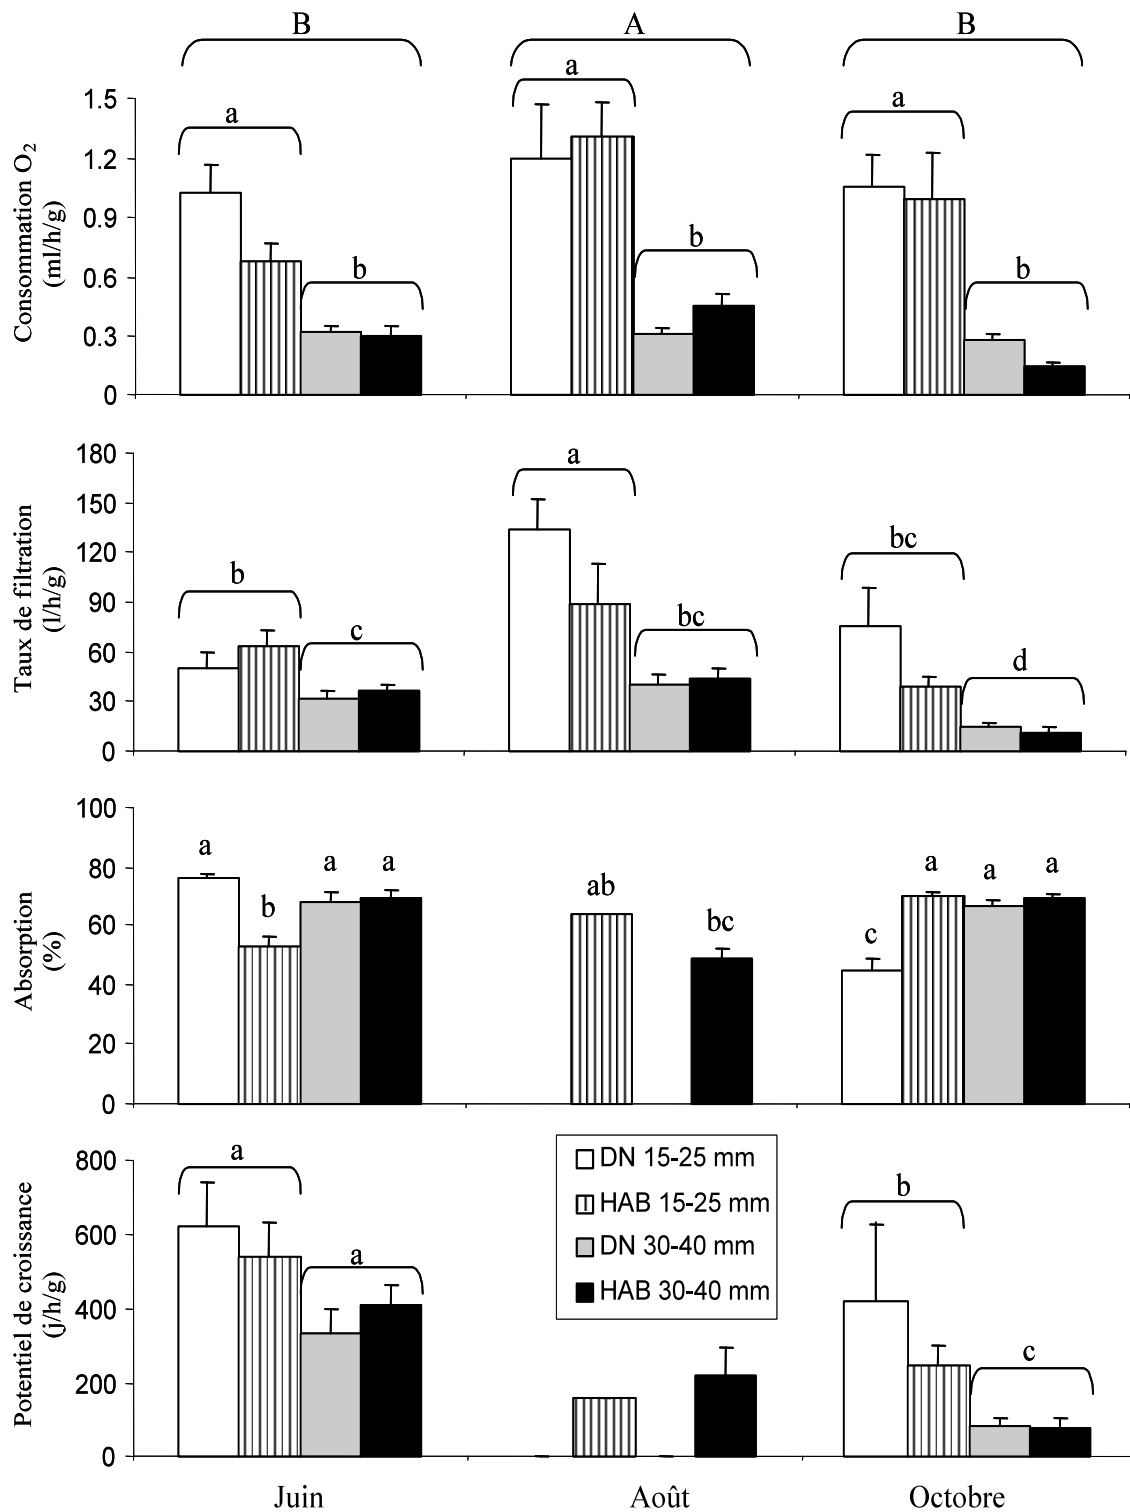 B A B
Consommation O₂
(ml/h/g)
1.5
1.2
0.9
0.6
0.3
0
a b a b a b
Taux de filtration
(l/h/g)
180
150
120
90
60
30
0
b c a bc bc d
Absorption
(%)
100
80
60
40
20
0
a b a a ab bc c a a a
Potentiel de croissance
(j/h/g)
800
600
400
200
0
a a b c
DN 15-25 mm
HAB 15-25 mm
DN 30-40 mm
HAB 30-40 mm
Juin Août Octobre